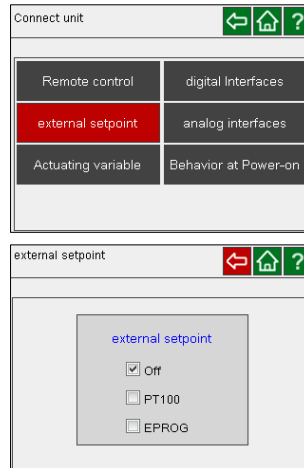 Connect unit
?
Remote control
digital Interfaces
external setpoint
analog interfaces
Actuating variable
Behavior at Power-on
external setpoint
?
external setpoint
Off
PT100
EPROG